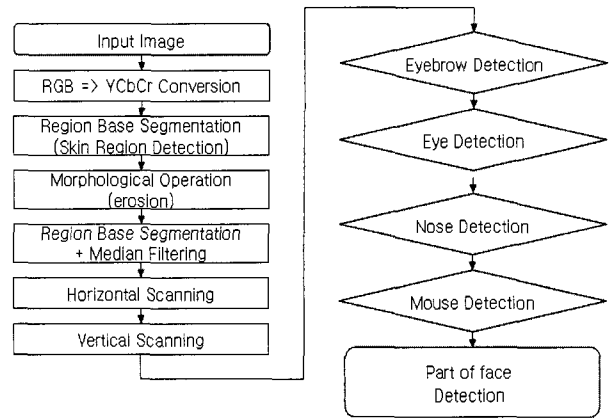 Input Image
RGB => YCbCr Conversion
Region Base Segmentation
(Skin Region Detection)
Morphological Operation
(erosion)
Region Base Segmentation
+ Median Filtering
Horizontal Scanning
Vertical Scanning
Eyebrow Detection
Eye Detection
Nose Detection
Mouse Detection
Part of face
Detection